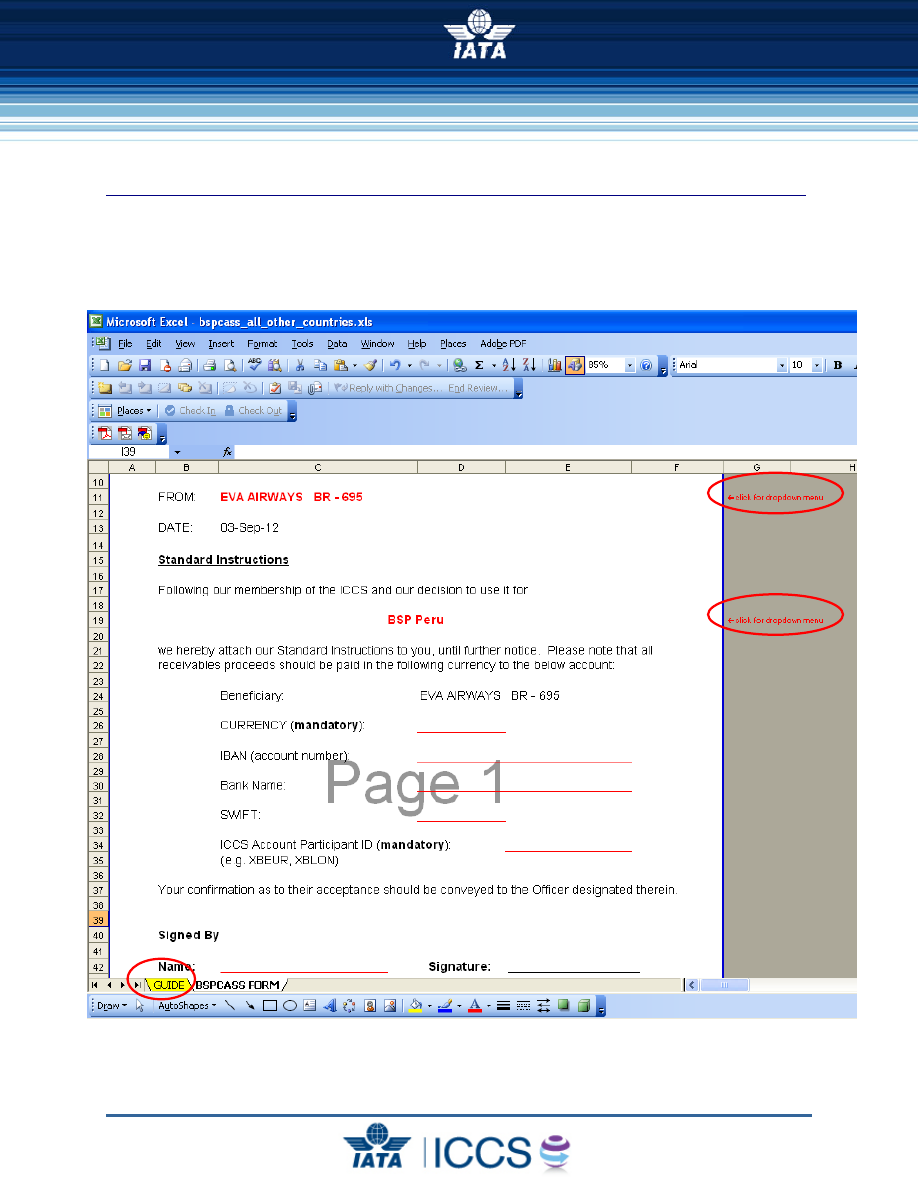 IATA
Microsoft Excel - bspcass_all_other_countries.xls
File Edit View Insert Format Tools Data Window Help Places Adobe PDF
85% Arial 10 B
Reply with Changes... End Review...
Places Check In Check Out
I39 fx
A B C D E F G H
10
11 FROM: EVA AIRWAYS BR - 695 ← click for dropdown menu
12
13 DATE: 03-Sep-12
14
15 Standard Instructions
16
17 Following our membership of the ICCS and our decision to use it for
18
19 BSP Peru ← click for dropdown menu
20
21 we hereby attach our Standard Instructions to you, until further notice. Please note that all
22 receivables proceeds should be paid in the following currency to the below account:
23
24 Beneficiary: EVA AIRWAYS BR - 695
25
26 CURRENCY (mandatory):
27
28 IBAN (account number):
29
Page 1
30 Bank Name:
31
32 SWIFT:
33
34 ICCS Account Participant ID (mandatory):
35 (e.g. XBEUR, XBLON)
36
37 Your confirmation as to their acceptance should be conveyed to the Officer designated therein.
38
39
40 Signed By
41
42 Name: Signature:
GUIDE BSPCASS FORM
Draw AutoShapes
IATA ICCS